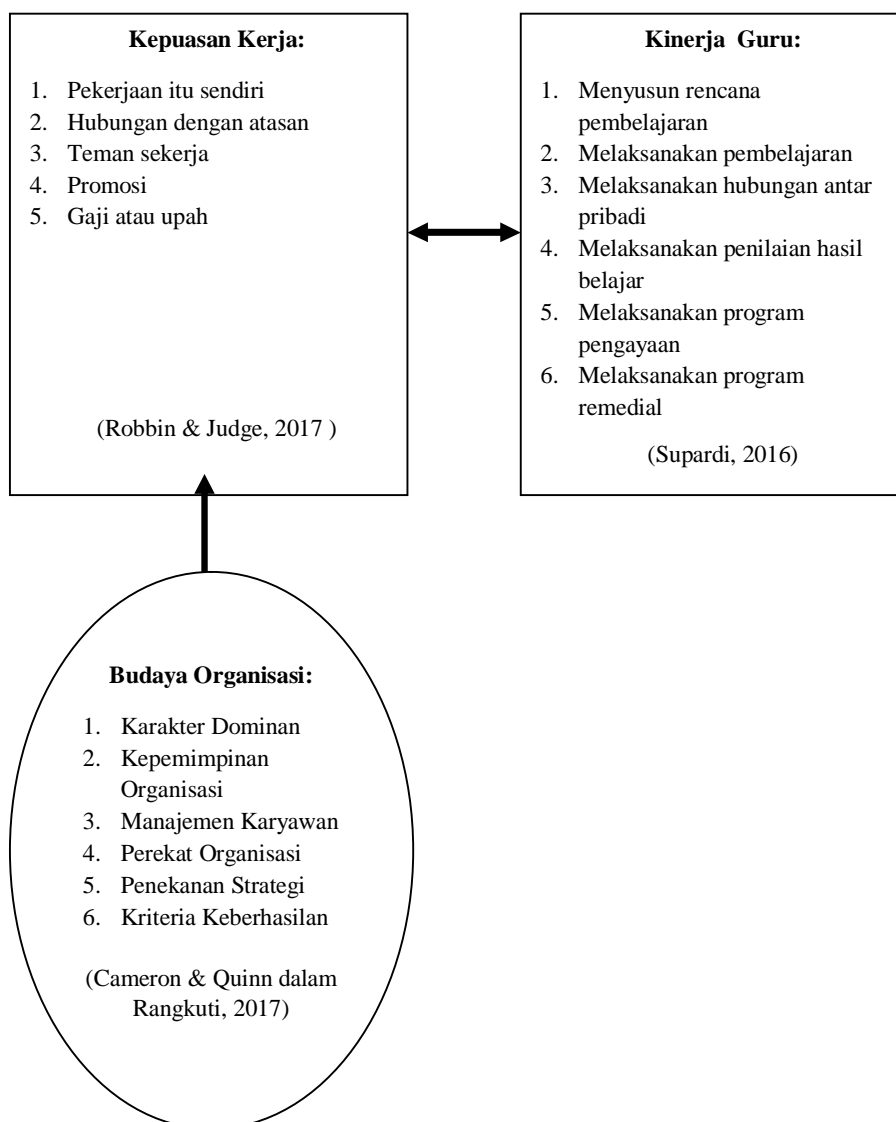 Kepuasan Kerja:
1. Pekerjaan itu sendiri
2. Hubungan dengan atasan
3. Teman sekerja
4. Promosi
5. Gaji atau upah
(Robbin & Judge, 2017 )
Kinerja Guru:
1. Menyusun rencana
pembelajaran
2. Melaksanakan pembelajaran
3. Melaksanakan hubungan antar
pribadi
4. Melaksanakan penilaian hasil
belajar
5. Melaksanakan program
pengayaan
6. Melaksanakan program
remedial
(Supardi, 2016)
Budaya Organisasi:
1. Karakter Dominan
2. Kepemimpinan
Organisasi
3. Manajemen Karyawan
4. Perekat Organisasi
5. Penekanan Strategi
6. Kriteria Keberhasilan
(Cameron & Quinn dalam
Rangkuti, 2017)